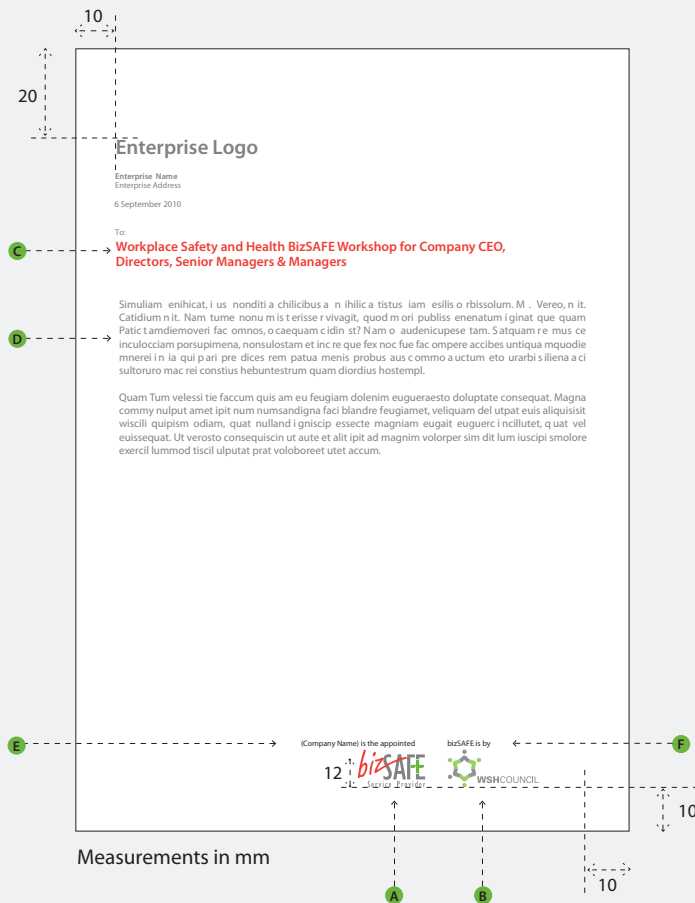 10
20
Enterprise Logo
Enterprise Name
Enterprise Address
6 September 2010
To:
C
Workplace Safety and Health BizSAFE Workshop for Company CEO,
Directors, Senior Managers & Managers
Simuliam enihicat, i us nonditi a chilicibus a n ihilic a tistus iam esilis o rbissolum. M . Vereo, n it.
Catidium n it. Nam tume nonu m is t erisse r vivagit, quod m ori publiss enenatum i ginat que quam
D
Patic t amdiemoveri fac omnos, o caequam c idin st? N am o audenicupese tam. S atquam r e mus ce
inculocciam porsupimena, nonsulostam et inc re que fex noc fue fac ompere accibes untiqua mquodie
mnerei i n ia qui p ari pre dices rem patua menis probus aus c ommo a uctum eto urarbi s iliena a ci
sultoruro mac rei constius hebuntestrum quam diordius hostempl.
Quam Tum velessi tie faccum quis am eu feugiam dolenim eugueraesto doluptate consequat. Magna
commy nulput amet ipit num numsandigna faci blandre feugiamet, veliquam del utpat euis aliquisisit
wiscili quipism odiam, quat nulland i gniscip essecte magniam eugait euguerc i ncillutet, q uat vel
euissequat. Ut verosto consequiscin ut aute et alit ipit ad magnim volorper sim dit lum iuscipi smolore
exercil lummod tiscil ulputat prat voloboreet utet accum.
E
(Company Name) is the appointed
bizSAFE is by
F
12
bizSAFE
Service Provider
WSHCOUNCIL
10
Measurements in mm
10
A
B